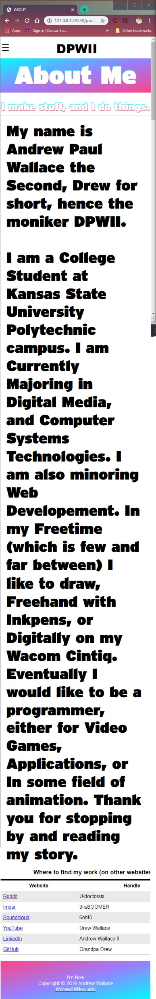 ABOUT
127.0.0.1:49288/pre...
Apps Sign in | Kansas Sta... » Other bookmarks
☰ DPWII
About Me
I make stuff, and I do things.
My name is
Andrew Paul
Wallace the
Second, Drew for
short, hence the
moniker DPWII.
I am a College
Student at
Kansas State
University
Polytechnic
campus. I am
Currently
Majoring in
Digital Media,
and Computer
Systems
Technologies. I
am also minoring
Web
Developement. In
my Freetime
(which is few and
far between) I
like to draw,
Freehand with
Inkpens, or
Digitally on my
Wacom Cintiq.
Eventually I
would like to be a
programmer,
either for Video
Games,
Applications, or
In some field of
animation. Thank
you for stopping
by and reading
my story.
Where to find my work (on other websites
Website Handle
Reddit U/doctorsix
Imgur thisBOOMER
Soundcloud 6oh!5
YouTube Drew Wallace
LinkedIn Andrew Wallace II
GitHub Grandpa Drew
I'm New
Copyright © 2019 Andrew Wallace
Wdrew61@ksu.edu